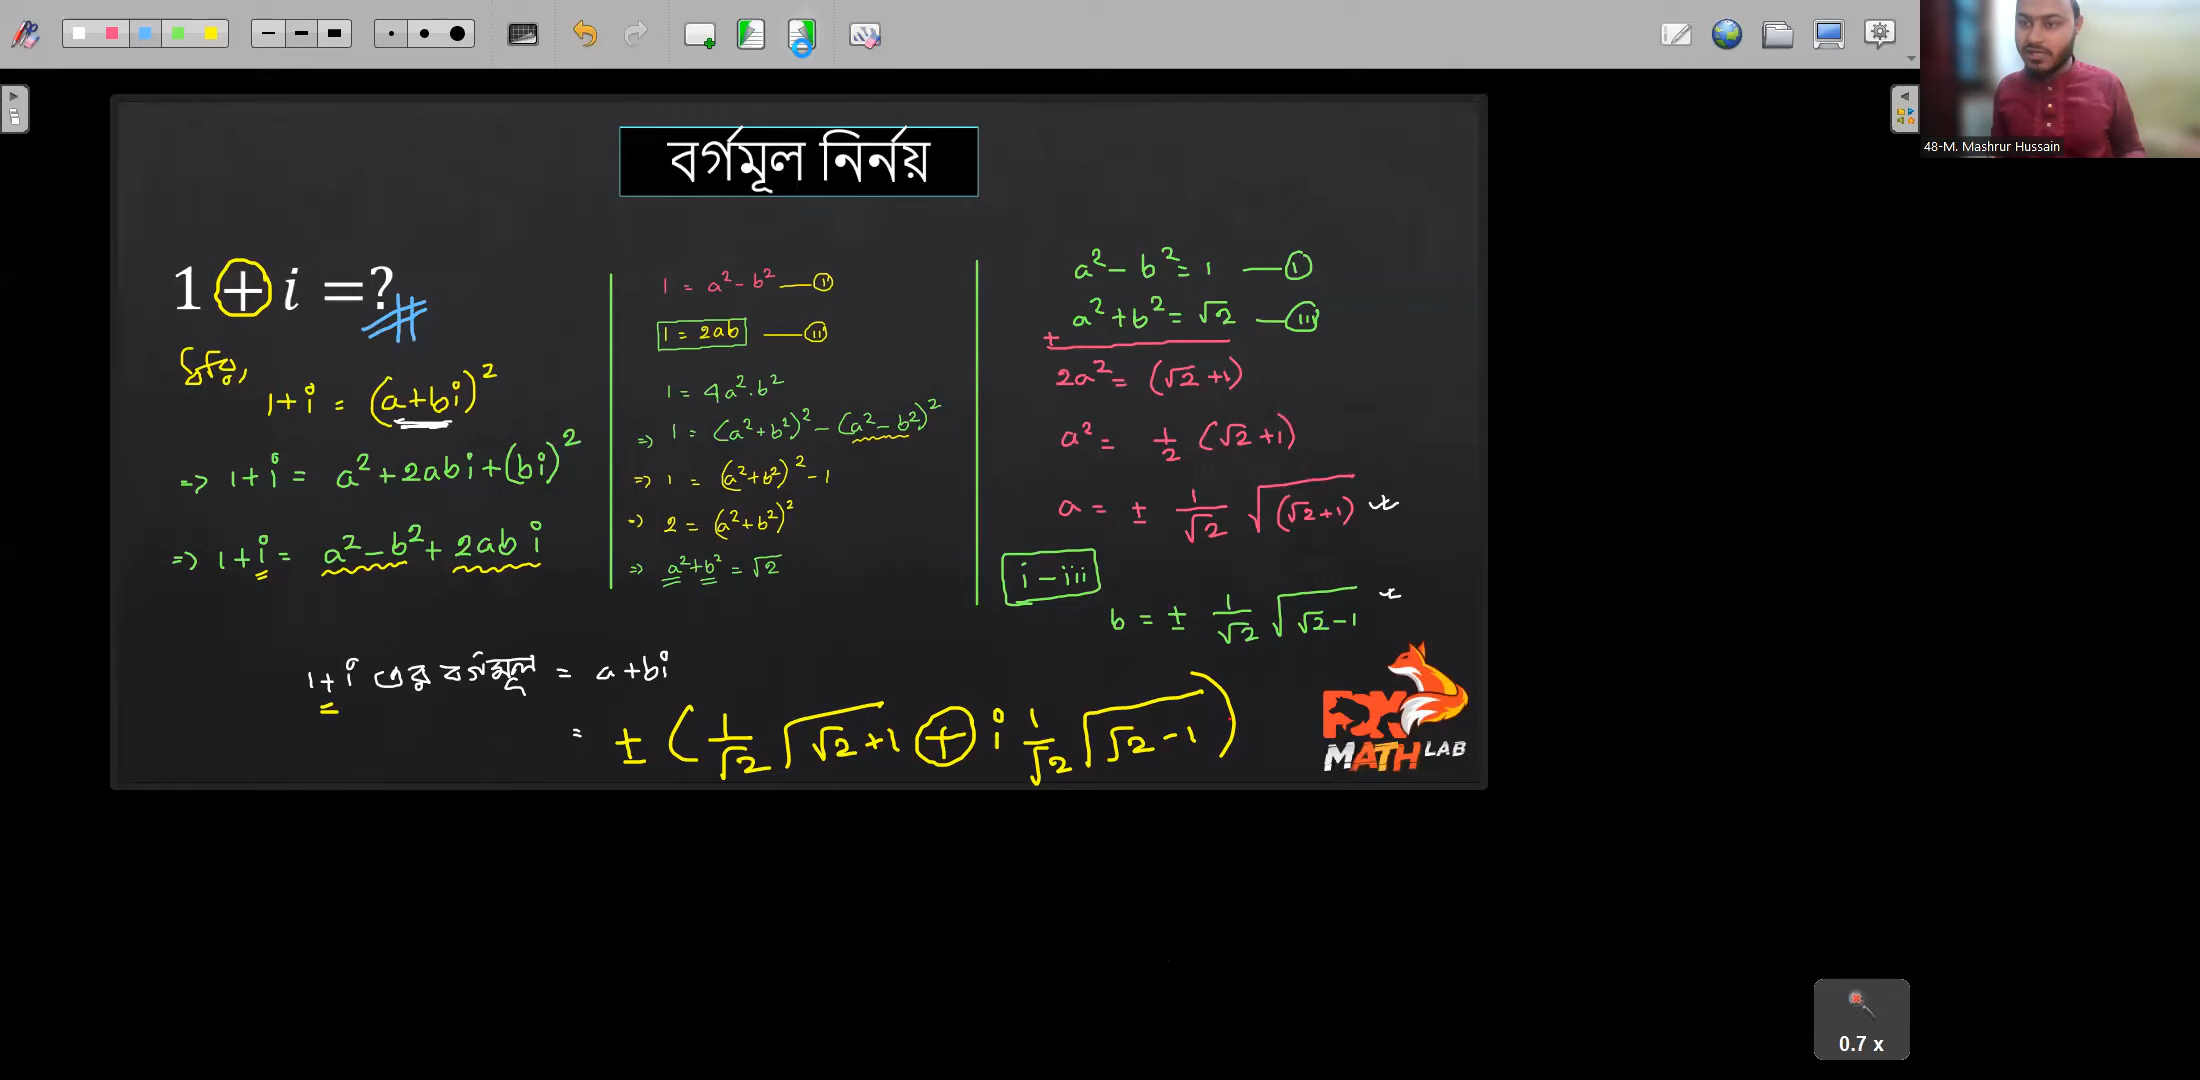 48-M. Mashrur Hussain
বর্গমূল নির্নয়
1 + i =?
ধরি,
1+i = (a+bi)²
=> 1+i = a²+2abi+(bi)²
=> 1+i = a²-b²+2abi
1 = a²-b² — (i)
1 = 2ab — (ii)
1 = 4a².b²
=> 1 = (a²+b²)²-(a²-b²)²
=> 1 = (a²+b²)²-1
=> 2 = (a²+b²)²
=> a²+b² = √2
a²-b² = 1 — (i)
a²+b² = √2 — (iii)
+
2a² = (√2+1)
a² = 1/2 (√2+1)
a = ± 1/√2 √(√2+1)
i - iii
b = ± 1/√2 √(√2-1)
1+i এর বর্গমূল = a+bi
= ± (1/√2 √(√2+1) + i 1/√2 √(√2-1))
FOX
MATH LAB
0.7 x